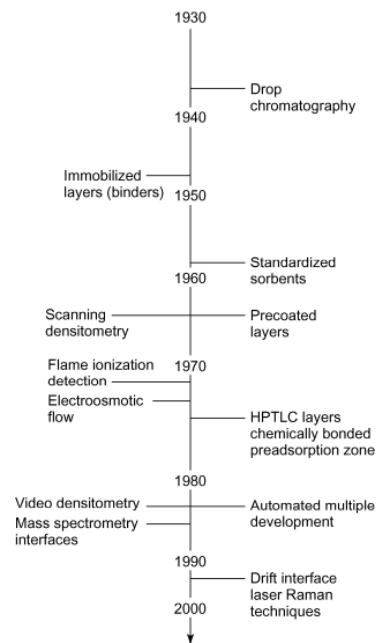 1930
Drop
chromatography
1940
Immobilized
layers (binders)
1950
Standardized
sorbents
1960
Scanning
densitometry
Precoated
layers
1970
Flame ionization
detection
Electroosmotic
flow
HPTLC layers
chemically bonded
preadsorption zone
1980
Video densitometry
Automated multiple
development
Mass spectrometry
interfaces
1990
Drift interface
laser Raman
techniques
2000